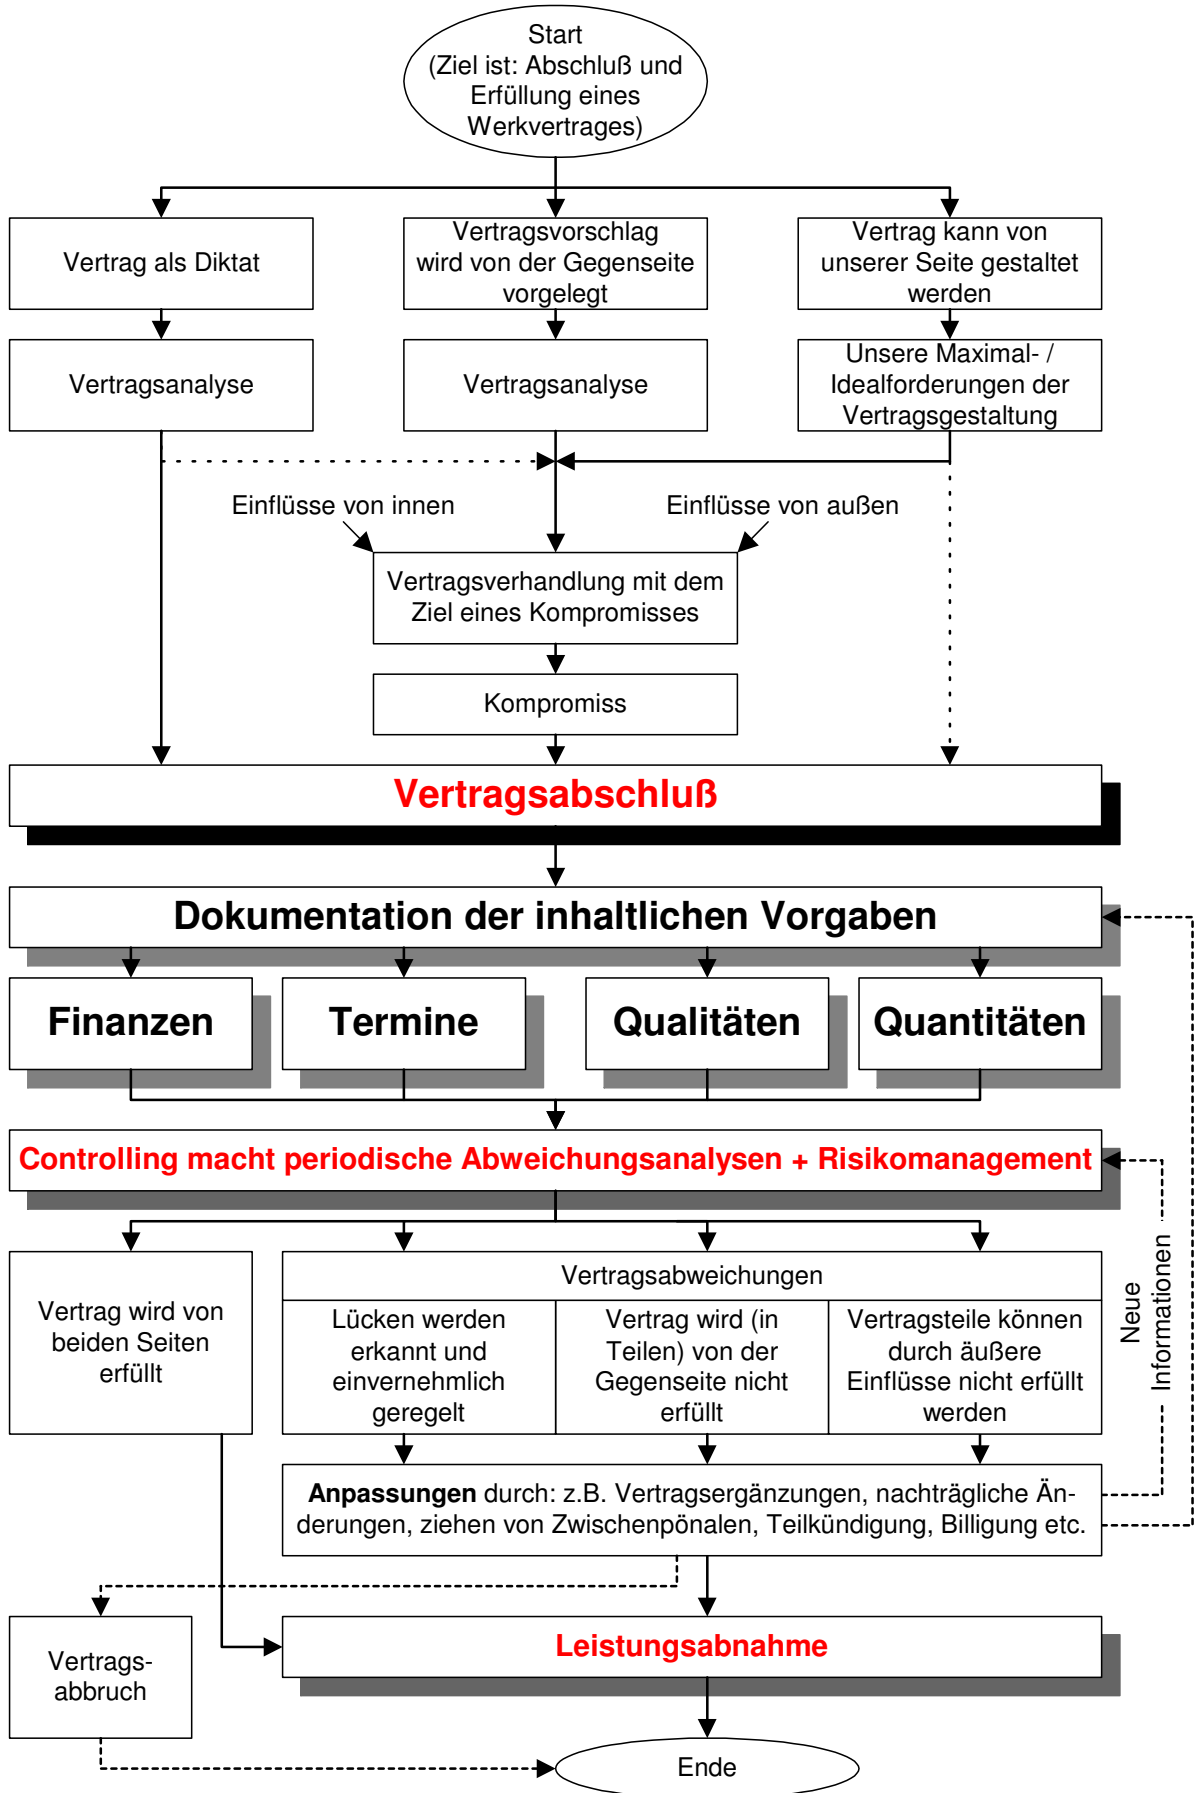 Start
(Ziel ist: Abschluß und
Erfüllung eines
Werkvertrages)
Vertrag als Diktat
Vertragsvorschlag
wird von der Gegenseite
vorgelegt
Vertrag kann von
unserer Seite gestaltet
werden
Vertragsanalyse
Vertragsanalyse
Unsere Maximal- /
Idealforderungen der
Vertragsgestaltung
Einflüsse von innen
Einflüsse von außen
Vertragsverhandlung mit dem
Ziel eines Kompromisses
Kompromiss
Vertragsabschluß
Dokumentation der inhaltlichen Vorgaben
Finanzen
Termine
Qualitäten
Quantitäten
Controlling macht periodische Abweichungsanalysen + Risikomanagement
Vertrag wird von
beiden Seiten
erfüllt
Vertragsabweichungen
Lücken werden
erkannt und
einvernehmlich
geregelt
Vertrag wird (in
Teilen) von der
Gegenseite nicht
erfüllt
Vertragsteile können
durch äußere
Einflüsse nicht erfüllt
werden
Neue
Informationen
Anpassungen durch: z.B. Vertragsergänzungen, nachträgliche Än-
derungen, ziehen von Zwischenpönalen, Teilkündigung, Billigung etc.
Vertrags-
abbruch
Leistungsabnahme
Ende